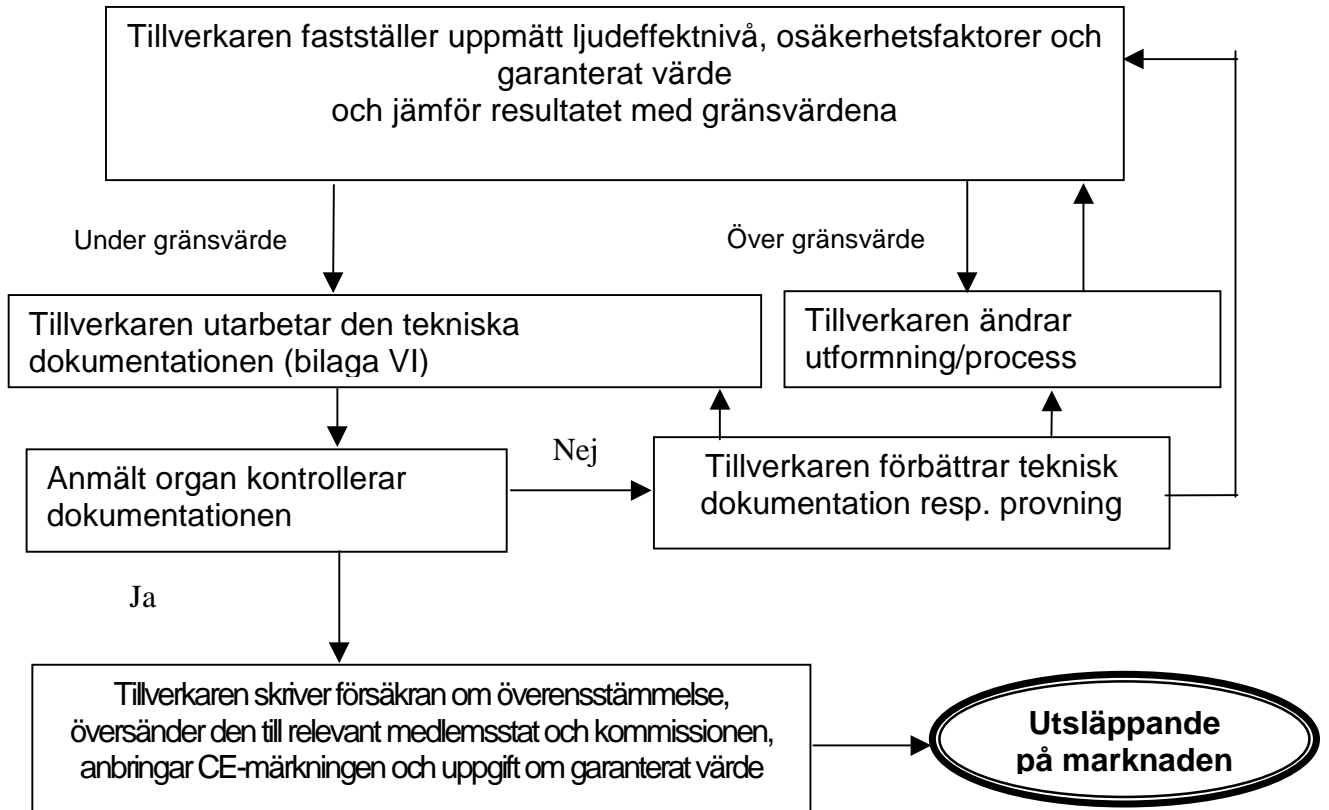 Tillverkaren fastställer uppmätt ljudeffektnivå, osäkerhetsfaktorer och
garanterat värde
och jämför resultatet med gränsvärdena
Under gränsvärde
Över gränsvärde
Tillverkaren utarbetar den tekniska
dokumentationen (bilaga VI)
Tillverkaren ändrar
utformning/process
Anmält organ kontrollerar
dokumentationen
Nej
Tillverkaren förbättrar teknisk
dokumentation resp. provning
Ja
Tillverkaren skriver försäkran om överensstämmelse,
översänder den till relevant medlemsstat och kommissionen,
anbringar CE-märkningen och uppgift om garanterat värde
Utsläppande
på marknaden